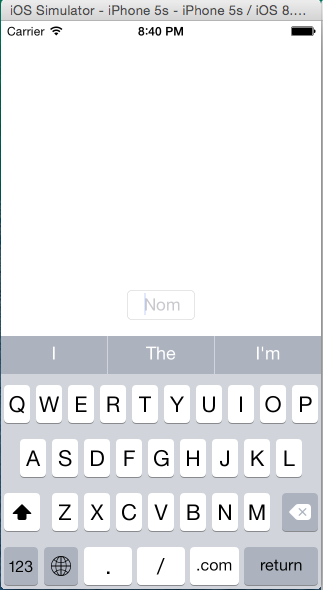 iOS Simulator - iPhone 5s - iPhone 5s / iOS 8....
Carrier 8:40 PM
Nom
I The I'm
Q W E R T Y U I O P
A S D F G H J K L
Z X C V B N M
123 . / .com return